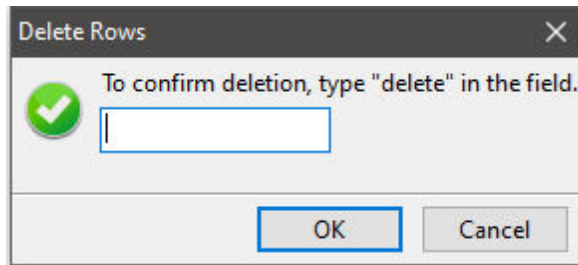 Delete Rows
To confirm deletion, type "delete" in the field.
OK
Cancel